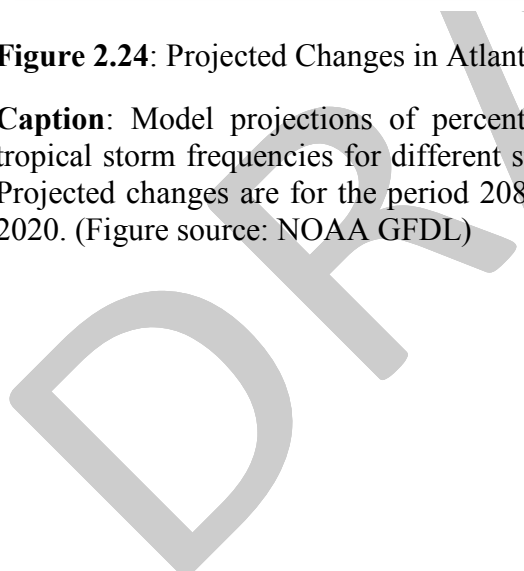 Figure 2.24: Projected Changes in Atlant
Caption: Model projections of percent
tropical storm frequencies for different s
Projected changes are for the period 208
2020. (Figure source: NOAA GFDL)
DRA